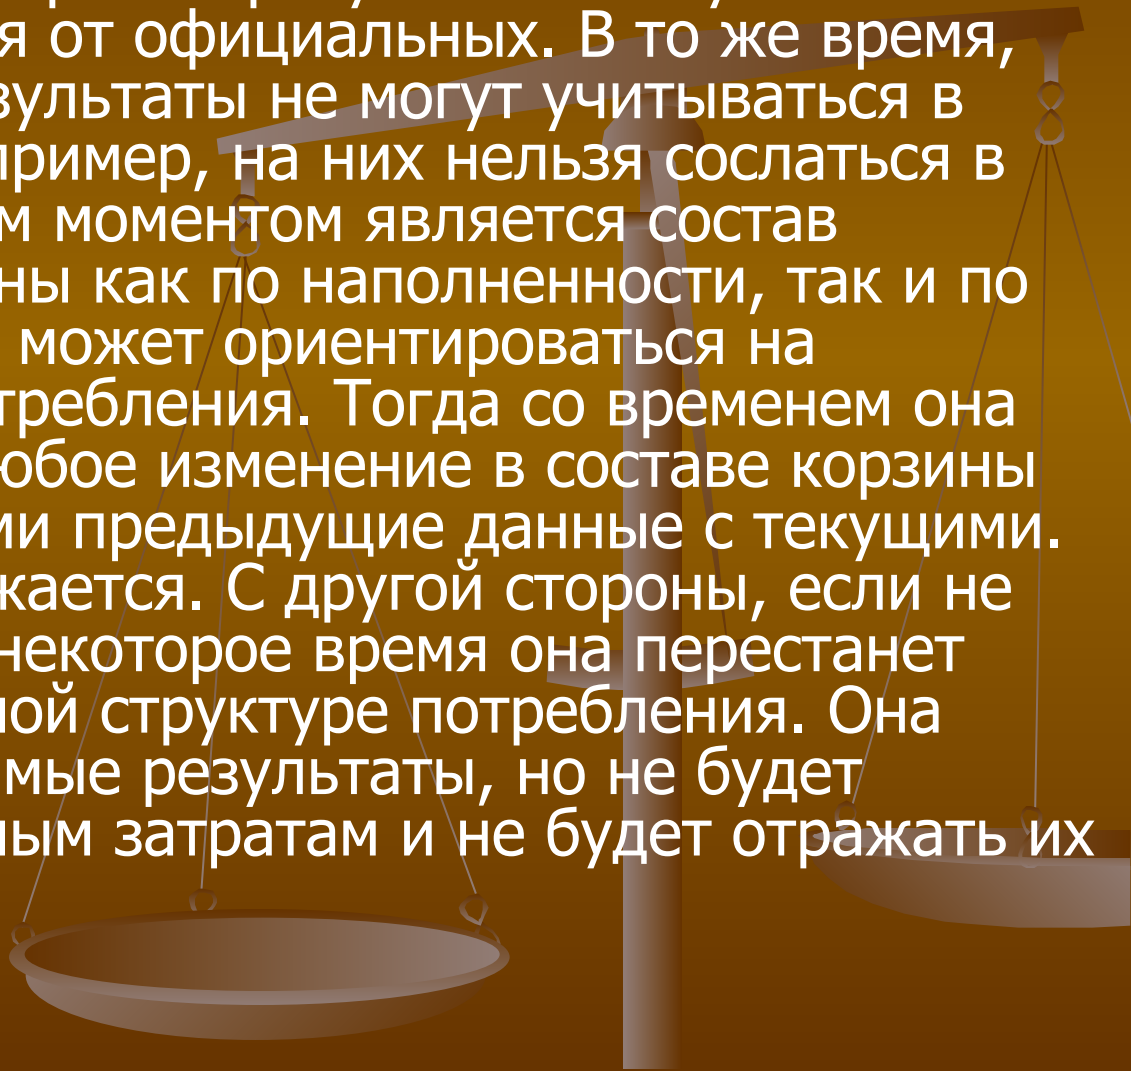 я от официальных. В то же время,
зультаты не могут учитываться в
пример, на них нельзя сослаться в
м моментом является состав
ны как по наполненности, так и по
может ориентироваться на
требления. Тогда со временем она
юбое изменение в составе корзины
ми предыдущие данные с текущими.
жается. С другой стороны, если не
некоторое время она перестанет
ной структуре потребления. Она
мые результаты, но не будет
ным затратам и не будет отражать их